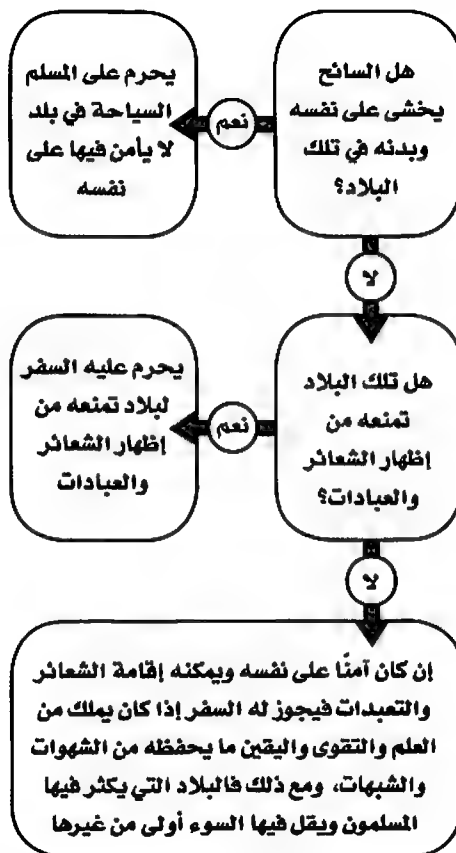 هل السائح
يخشى على نفسه
وبدنه في تلك
البلاد؟
نعم
يحرم على المسلم
السياحة في بلد
لا يأمن فيها على
نفسه
لا
هل تلك البلاد
تمنعه من
إظهار الشعائر
والعبادات؟
نعم
يحرم عليه السفر
لبلاد تمنعه من
إظهار الشعائر
والعبادات
لا
إن كان آمنًا على نفسه ويمكنه إقامة الشعائر
والتعبدات فيجوز له السفر إذا كان يملك من
العلم والتقوى واليقين ما يحفظه من الشهوات
والشبهات، ومع ذلك فالبلاد التي يكثر فيها
المسلمون ويقل فيها السوء أولى من غيرها